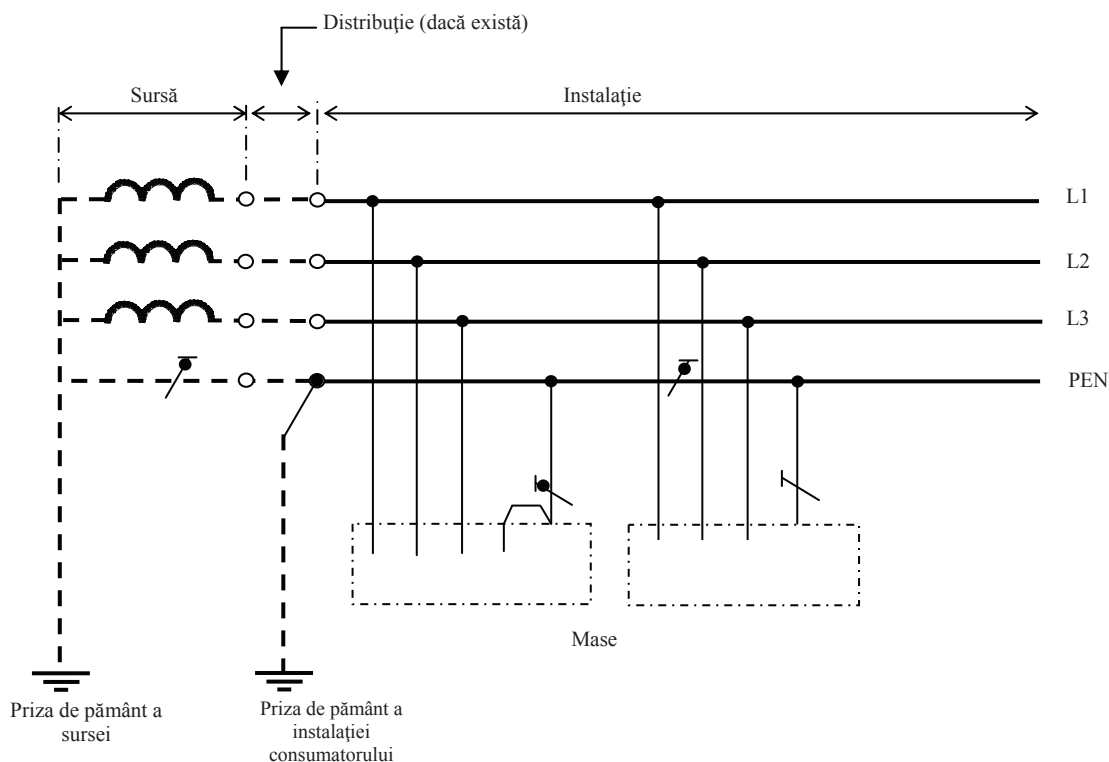 Distribuție (dacă există)
Sursă
Instalație
L1
L2
L3
PEN
Mase
Priza de pământ a
sursei
Priza de pământ a
instalației
consumatorului